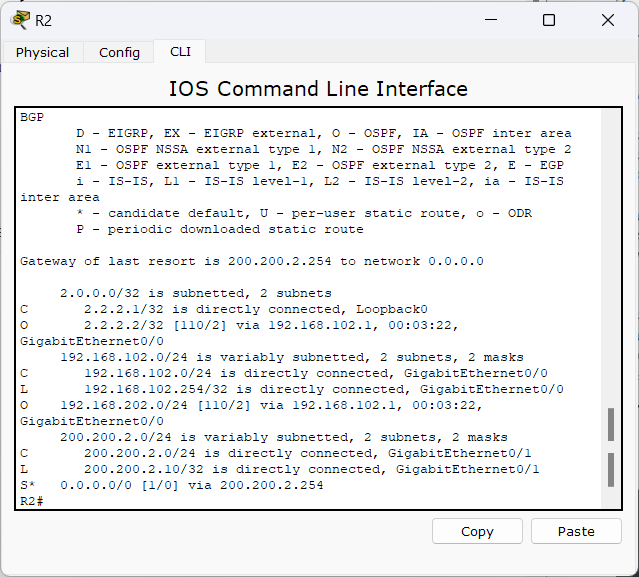 R2
Physical Config CLI
IOS Command Line Interface
BGP
D - EIGRP, EX - EIGRP external, O - OSPF, IA - OSPF inter area
N1 - OSPF NSSA external type 1, N2 - OSPF NSSA external type 2
E1 - OSPF external type 1, E2 - OSPF external type 2, E - EGP
i - IS-IS, L1 - IS-IS level-1, L2 - IS-IS level-2, ia - IS-IS
inter area
* - candidate default, U - per-user static route, o - ODR
P - periodic downloaded static route
Gateway of last resort is 200.200.2.254 to network 0.0.0.0
2.0.0.0/32 is subnetted, 2 subnets
C 2.2.2.1/32 is directly connected, Loopback0
O 2.2.2.2/32 [110/2] via 192.168.102.1, 00:03:22,
GigabitEthernet0/0
192.168.102.0/24 is variably subnetted, 2 subnets, 2 masks
C 192.168.102.0/24 is directly connected, GigabitEthernet0/0
L 192.168.102.254/32 is directly connected, GigabitEthernet0/0
O 192.168.202.0/24 [110/2] via 192.168.102.1, 00:03:22,
GigabitEthernet0/0
200.200.2.0/24 is variably subnetted, 2 subnets, 2 masks
C 200.200.2.0/24 is directly connected, GigabitEthernet0/1
L 200.200.2.10/32 is directly connected, GigabitEthernet0/1
S* 0.0.0.0/0 [1/0] via 200.200.2.254
R2#
Copy Paste